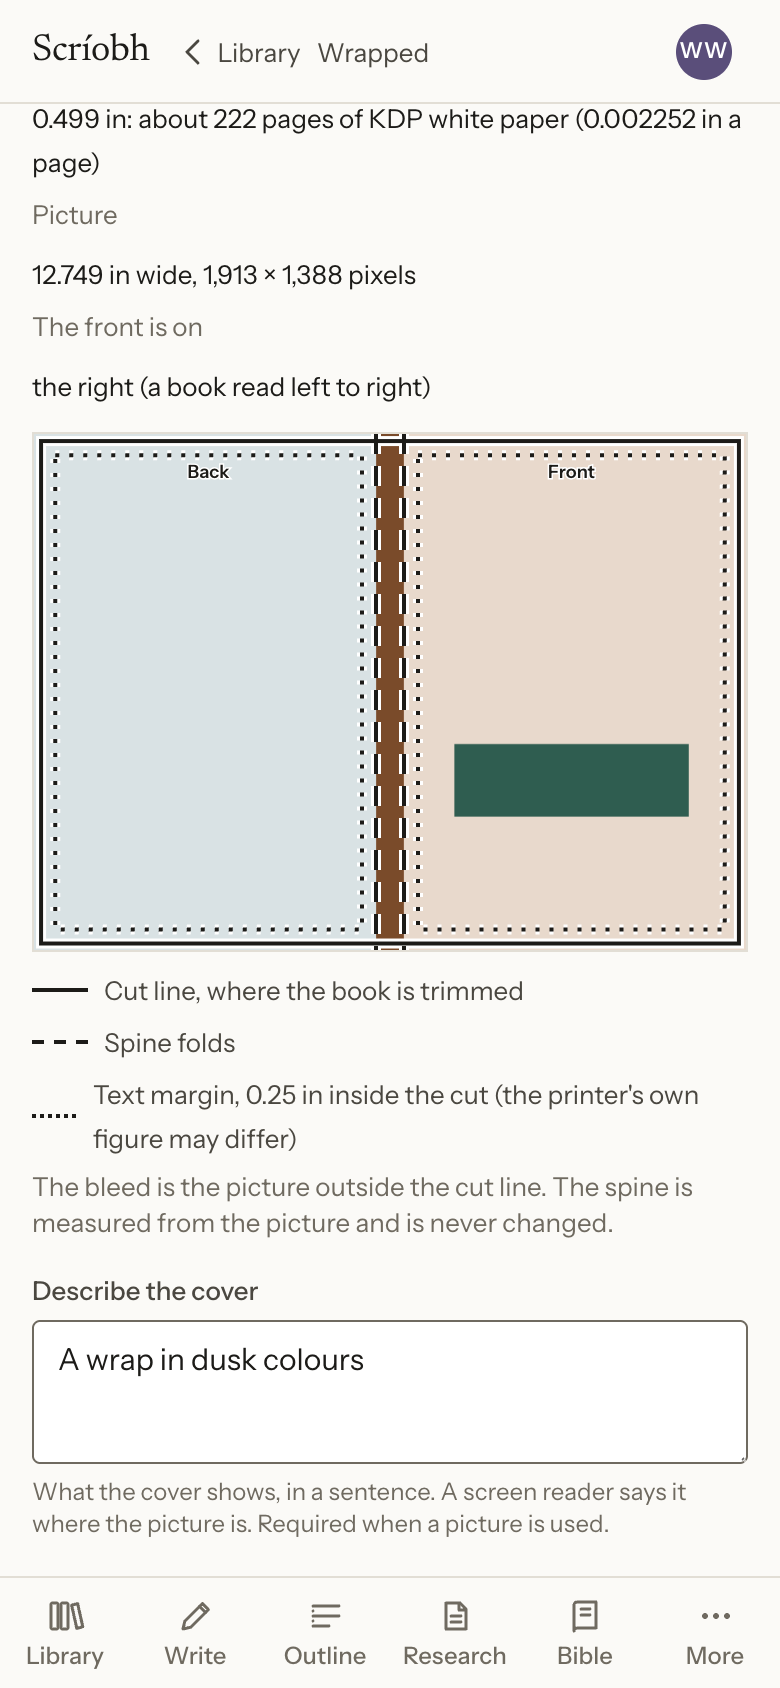 Scríobh
Library Wrapped
WW
0.499 in: about 222 pages of KDP white paper (0.002252 in a
page)
Picture
12.749 in wide, 1,913 × 1,388 pixels
The front is on
the right (a book read left to right)
Back
Front
Cut line, where the book is trimmed
Spine folds
Text margin, 0.25 in inside the cut (the printer's own
figure may differ)
The bleed is the picture outside the cut line. The spine is
measured from the picture and is never changed.
Describe the cover
A wrap in dusk colours
What the cover shows, in a sentence. A screen reader says it
where the picture is. Required when a picture is used.
Library
Write
Outline
Research
Bible
More